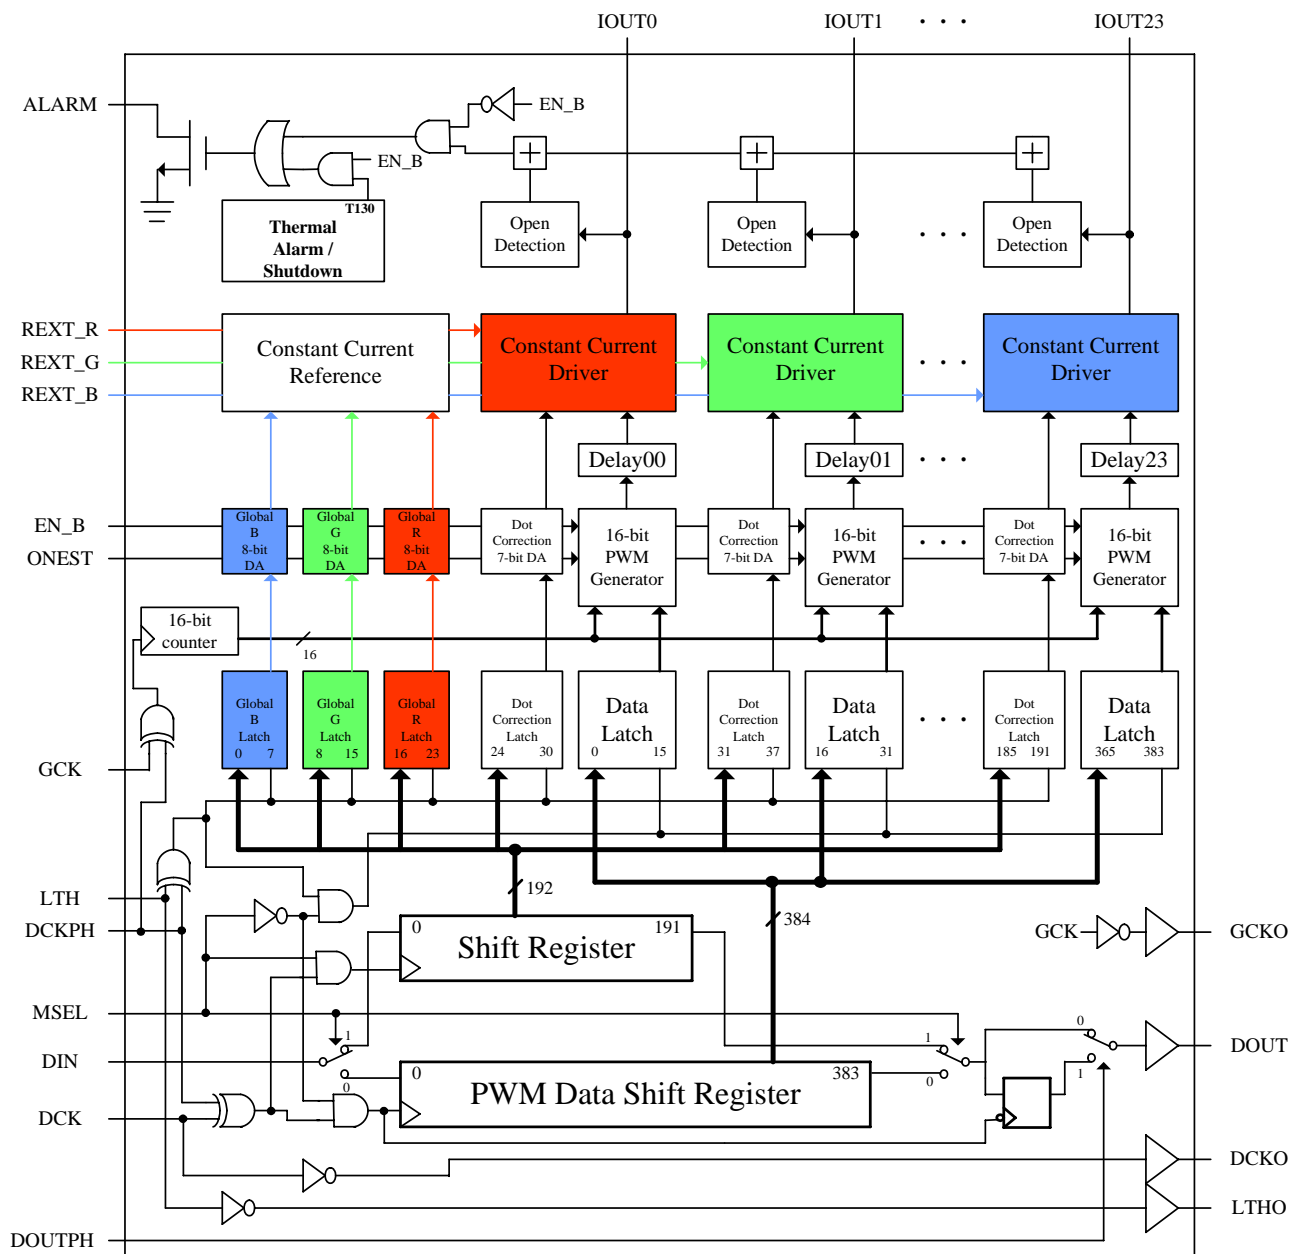 IOUT0 IOUT1 · · · IOUT23
ALARM
EN_B
EN_B
T130
Thermal
Alarm /
Shutdown
Open
Detection
Open
Detection
· · ·
Open
Detection
REXT_R
REXT_G
REXT_B
Constant Current
Reference
Constant Current
Driver
Constant Current
Driver
· · ·
Constant Current
Driver
Delay00
Delay01
· · ·
Delay23
EN_B
ONEST
Global
B
8-bit
DA
Global
G
8-bit
DA
Global
R
8-bit
DA
Dot
Correction
7-bit DA
16-bit
PWM
Generator
Dot
Correction
7-bit DA
16-bit
PWM
Generator
· · ·
Dot
Correction
7-bit DA
16-bit
PWM
Generator
16-bit
counter
16
Global
B
Latch
0 7
Global
G
Latch
8 15
Global
R
Latch
16 23
Dot
Correction
Latch
24 30
Data
Latch
0 15
Dot
Correction
Latch
31 37
Data
Latch
16 31
· · ·
Dot
Correction
Latch
185 191
Data
Latch
365 383
GCK
LTH
DCKPH
192
384
0 Shift Register 191
GCK
GCKO
MSEL
DIN
1
0
0 PWM Data Shift Register 383
1
0
0
1
DOUT
DCK
DCKO
LTHO
DOUTPH